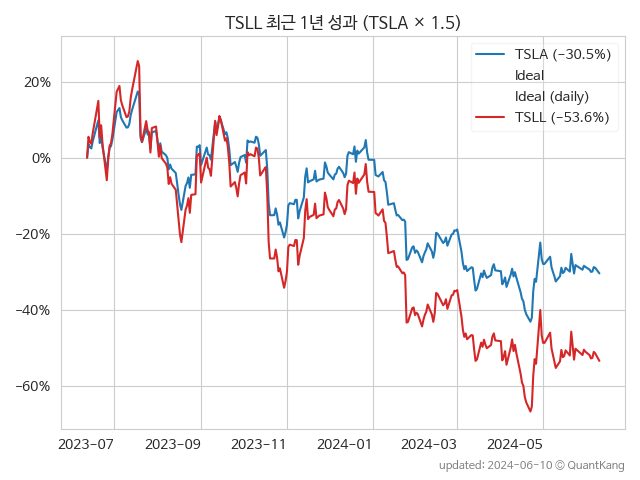 TSLL 최근 1년 성과 (TSLA × 1.5)
TSLA (−30.5%)
Ideal
Ideal (daily)
TSLL (−53.6%)
20%
0%
−20%
−40%
−60%
2023−07 2023−09 2023−11 2024−01 2024−03 2024−05
updated: 2024−06−10 © QuantKang